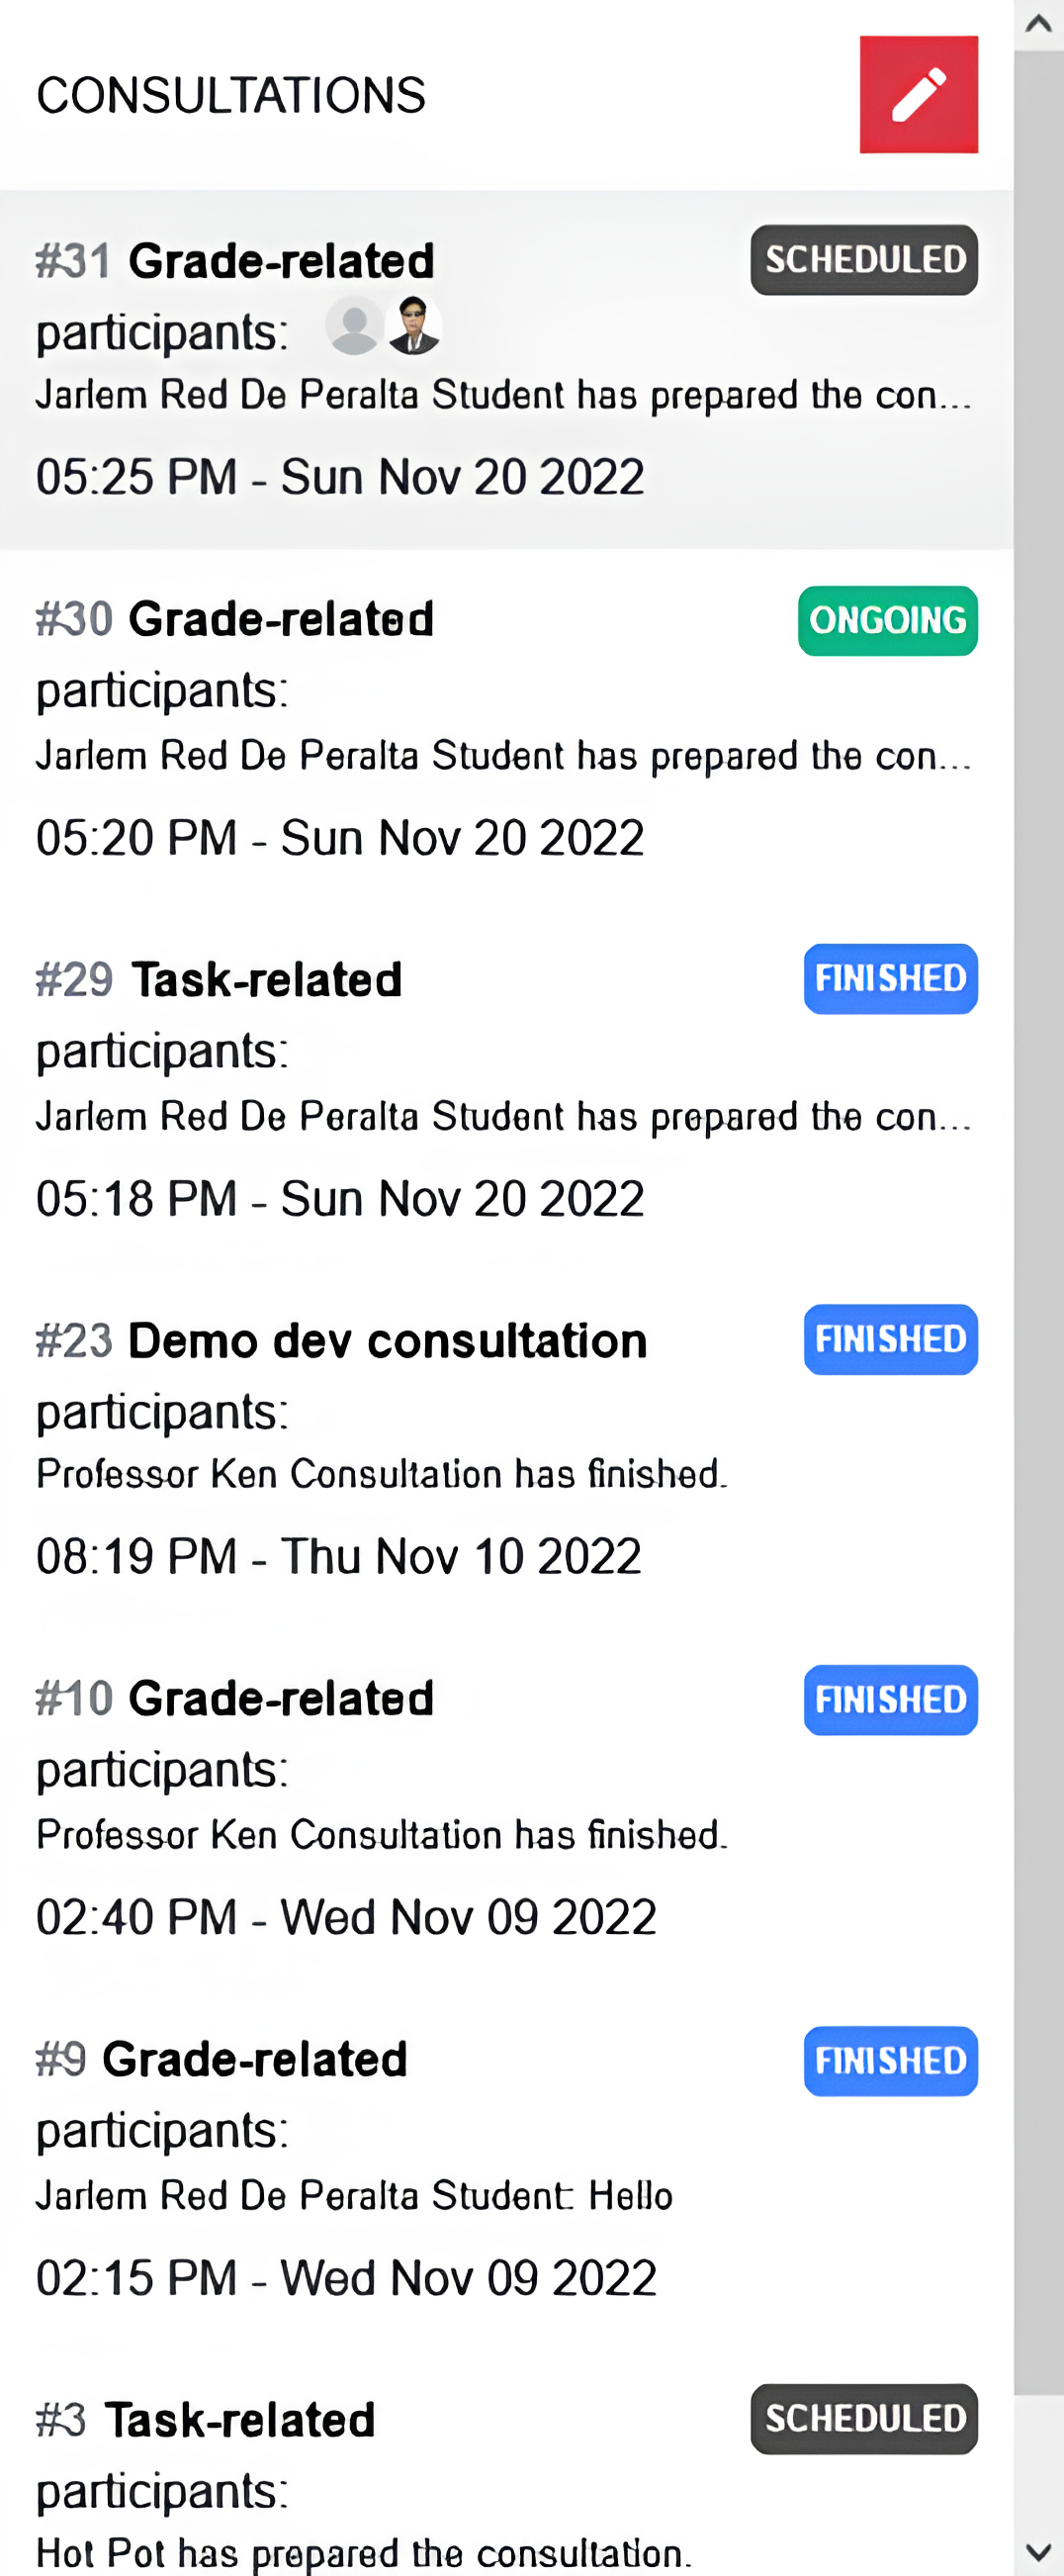 CONSULTATIONS
#31 Grade-related SCHEDULED
participants:
Jarlem Red De Peralta Student has prepared the con...
05:25 PM - Sun Nov 20 2022
#30 Grade-related ONGOING
participants:
Jarlem Red De Peralta Student has prepared the con...
05:20 PM - Sun Nov 20 2022
#29 Task-related FINISHED
participants:
Jarlem Red De Peralta Student has prepared the con...
05:18 PM - Sun Nov 20 2022
#23 Demo dev consultation FINISHED
participants:
Professor Ken Consultation has finished.
08:19 PM - Thu Nov 10 2022
#10 Grade-related FINISHED
participants:
Professor Ken Consultation has finished.
02:40 PM - Wed Nov 09 2022
#9 Grade-related FINISHED
participants:
Jarlem Red De Peralta Student: Hello
02:15 PM - Wed Nov 09 2022
#3 Task-related SCHEDULED
participants:
Hot Pot has prepared the consultation.